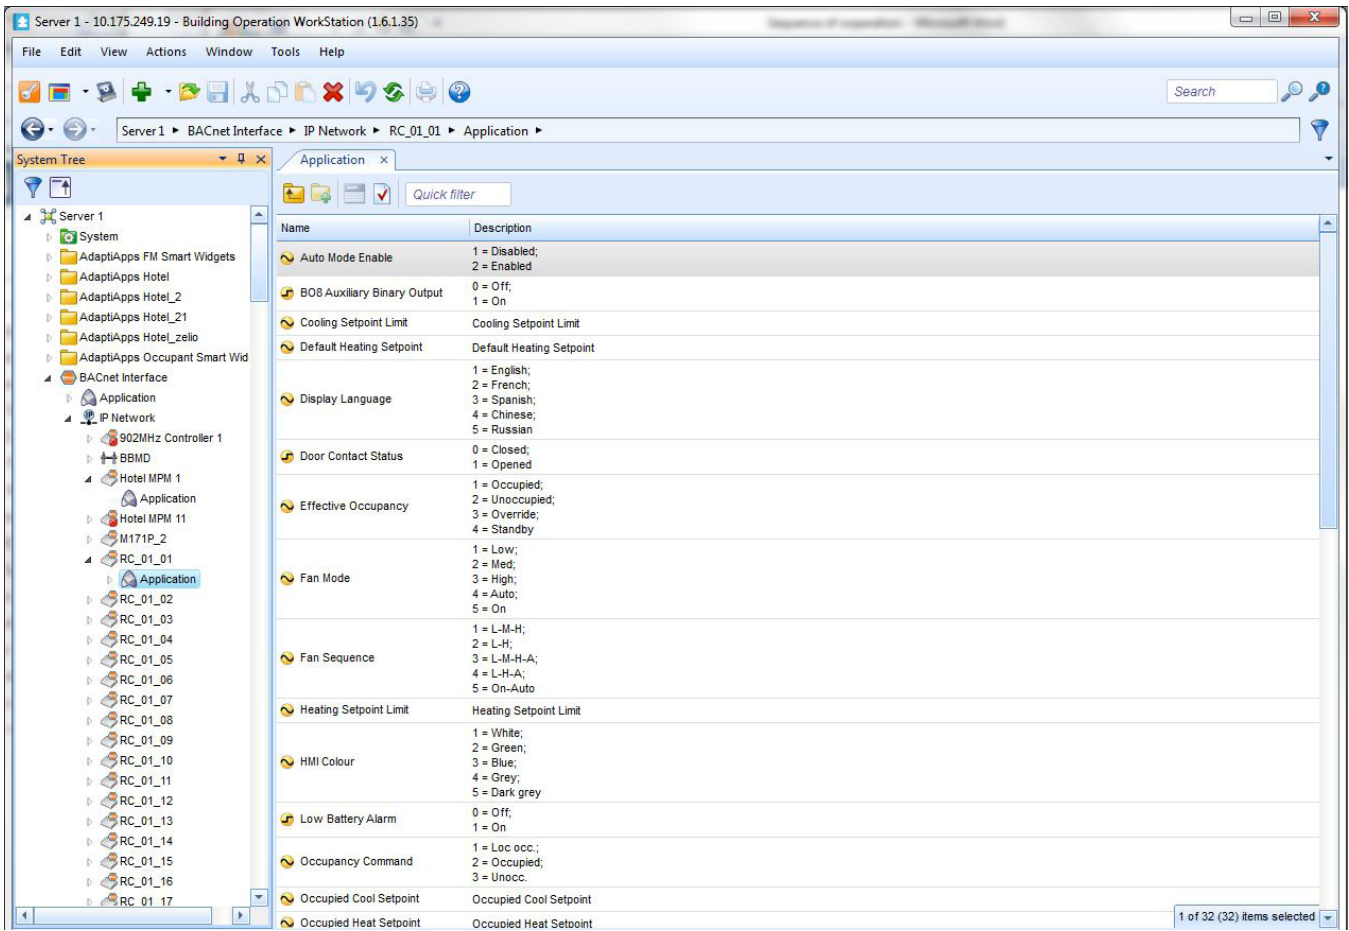 Server 1 - 10.175.249.19 - Building Operation WorkStation (1.6.1.35)
File Edit View Actions Window Tools Help
Search
Server 1 ▸ BACnet Interface ▸ IP Network ▸ RC_01_01 ▸ Application ▸
System Tree
Server 1
System
AdaptiApps FM Smart Widgets
AdaptiApps Hotel
AdaptiApps Hotel_2
AdaptiApps Hotel_21
AdaptiApps Hotel_zelio
AdaptiApps Occupant Smart Wid
BACnet Interface
Application
IP Network
902MHz Controller 1
BBMD
Hotel MPM 1
Application
Hotel MPM 11
M171P_2
RC_01_01
Application
RC_01_02
RC_01_03
RC_01_04
RC_01_05
RC_01_06
RC_01_07
RC_01_08
RC_01_09
RC_01_10
RC_01_11
RC_01_12
RC_01_13
RC_01_14
RC_01_15
RC_01_16
RC_01_17
Application
Quick filter
Name Description
Auto Mode Enable 1 = Disabled;
2 = Enabled
BO8 Auxiliary Binary Output 0 = Off;
1 = On
Cooling Setpoint Limit Cooling Setpoint Limit
Default Heating Setpoint Default Heating Setpoint
Display Language 1 = English;
2 = French;
3 = Spanish;
4 = Chinese;
5 = Russian
Door Contact Status 0 = Closed;
1 = Opened
Effective Occupancy 1 = Occupied;
2 = Unoccupied;
3 = Override;
4 = Standby
Fan Mode 1 = Low;
2 = Med;
3 = High;
4 = Auto;
5 = On
Fan Sequence 1 = L-M-H;
2 = L-H;
3 = L-M-H-A;
4 = L-H-A;
5 = On-Auto
Heating Setpoint Limit Heating Setpoint Limit
HMI Colour 1 = White;
2 = Green;
3 = Blue;
4 = Grey;
5 = Dark grey
Low Battery Alarm 0 = Off;
1 = On
Occupancy Command 1 = Loc occ.;
2 = Occupied;
3 = Unocc.
Occupied Cool Setpoint Occupied Cool Setpoint
Occupied Heat Setpoint Occupied Heat Setpoint
1 of 32 (32) items selected